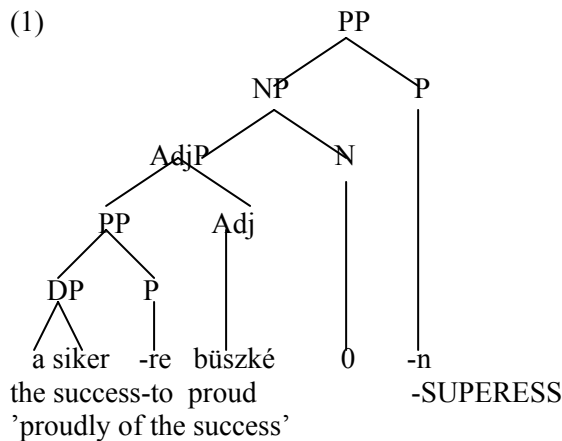 (1)
PP
NP P
AdjP N
PP Adj
DP P
a siker -re büszké 0 -n
the success-to proud -SUPERESS
’proudly of the success’